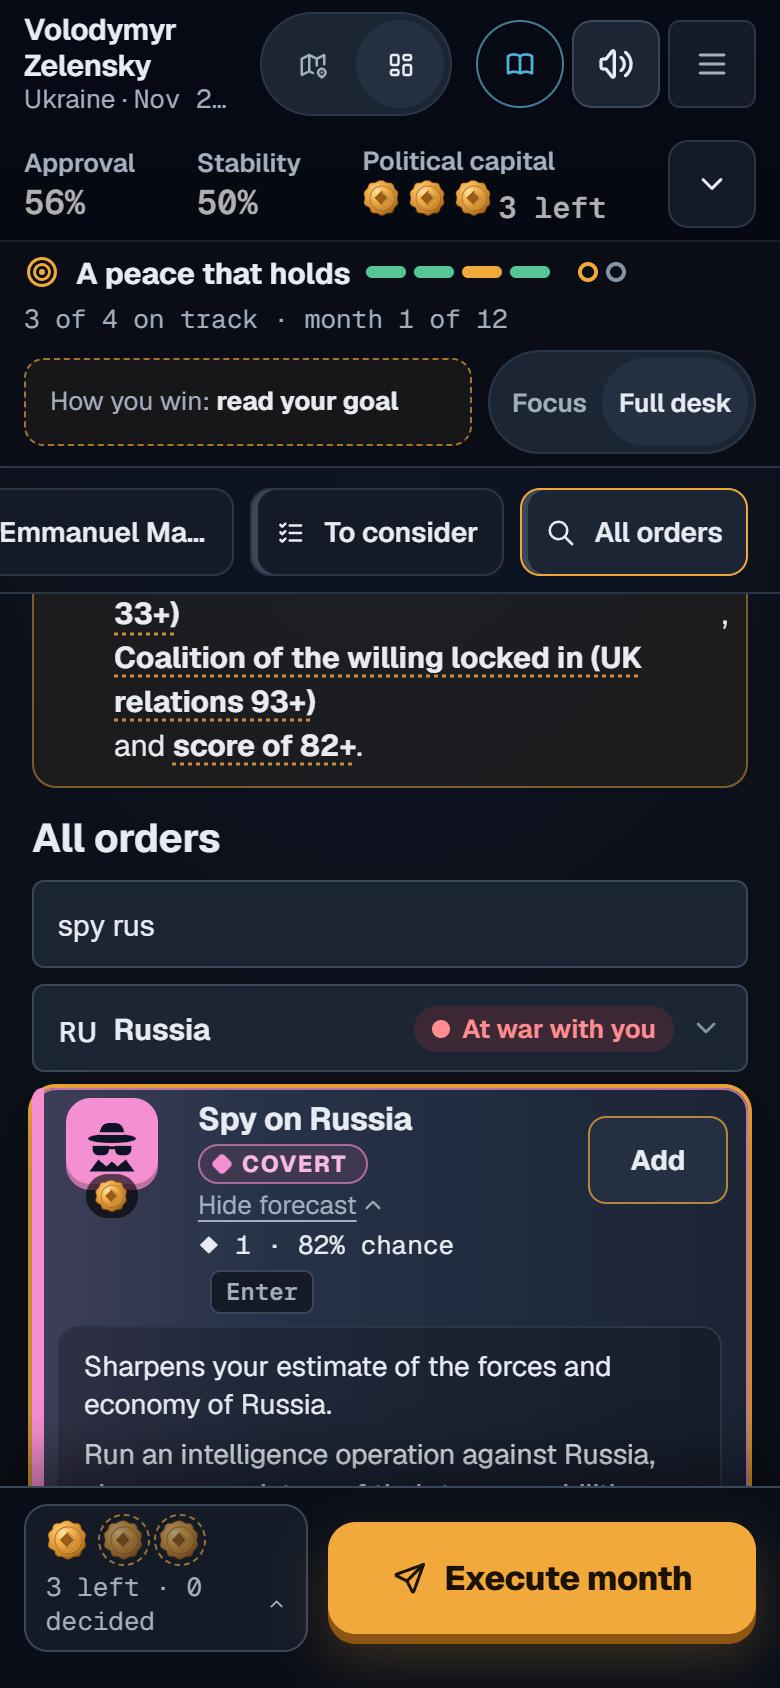 Volodymyr
Zelensky
Ukraine · Nov 2…
Approval
56%
Stability
50%
Political capital
3 left
A peace that holds
3 of 4 on track · month 1 of 12
How you win: read your goal
Focus
Full desk
Emmanuel Ma…
To consider
All orders
33+)
,
Coalition of the willing locked in (UK
relations 93+)
and score of 82+.
All orders
spy rus
RU Russia
At war with you
Spy on Russia
COVERT
Add
Hide forecast
1 · 82% chance
Enter
Sharpens your estimate of the forces and
economy of Russia.
Run an intelligence operation against Russia,
3 left · 0
decided
Execute month